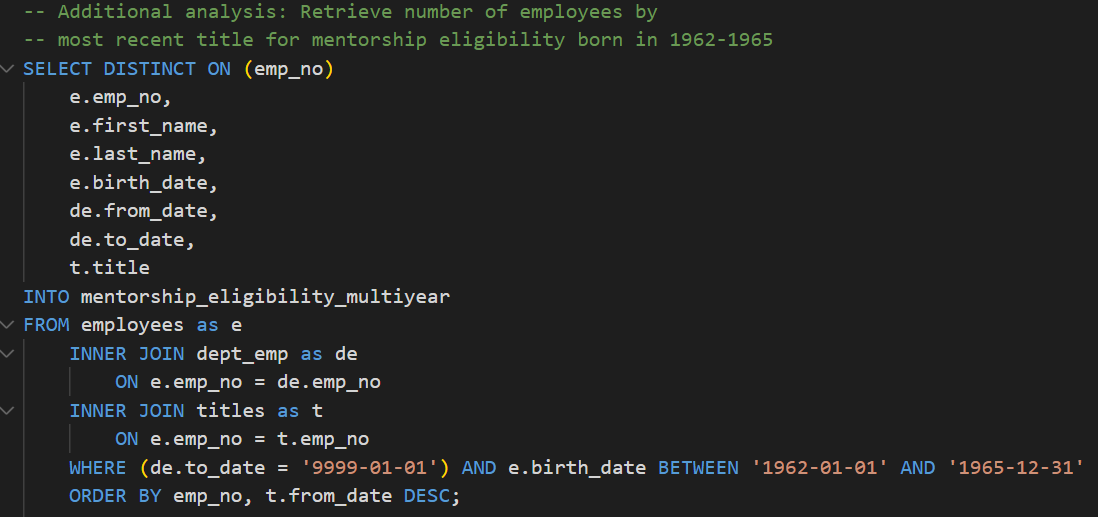 -- Additional analysis: Retrieve number of employees by
-- most recent title for mentorship eligibility born in 1962-1965
SELECT DISTINCT ON (emp_no)
    e.emp_no,
    e.first_name,
    e.last_name,
    e.birth_date,
    de.from_date,
    de.to_date,
    t.title
INTO mentorship_eligibility_multiyear
FROM employees as e
    INNER JOIN dept_emp as de
        ON e.emp_no = de.emp_no
    INNER JOIN titles as t
        ON e.emp_no = t.emp_no
    WHERE (de.to_date = '9999-01-01') AND e.birth_date BETWEEN '1962-01-01' AND '1965-12-31'
    ORDER BY emp_no, t.from_date DESC;